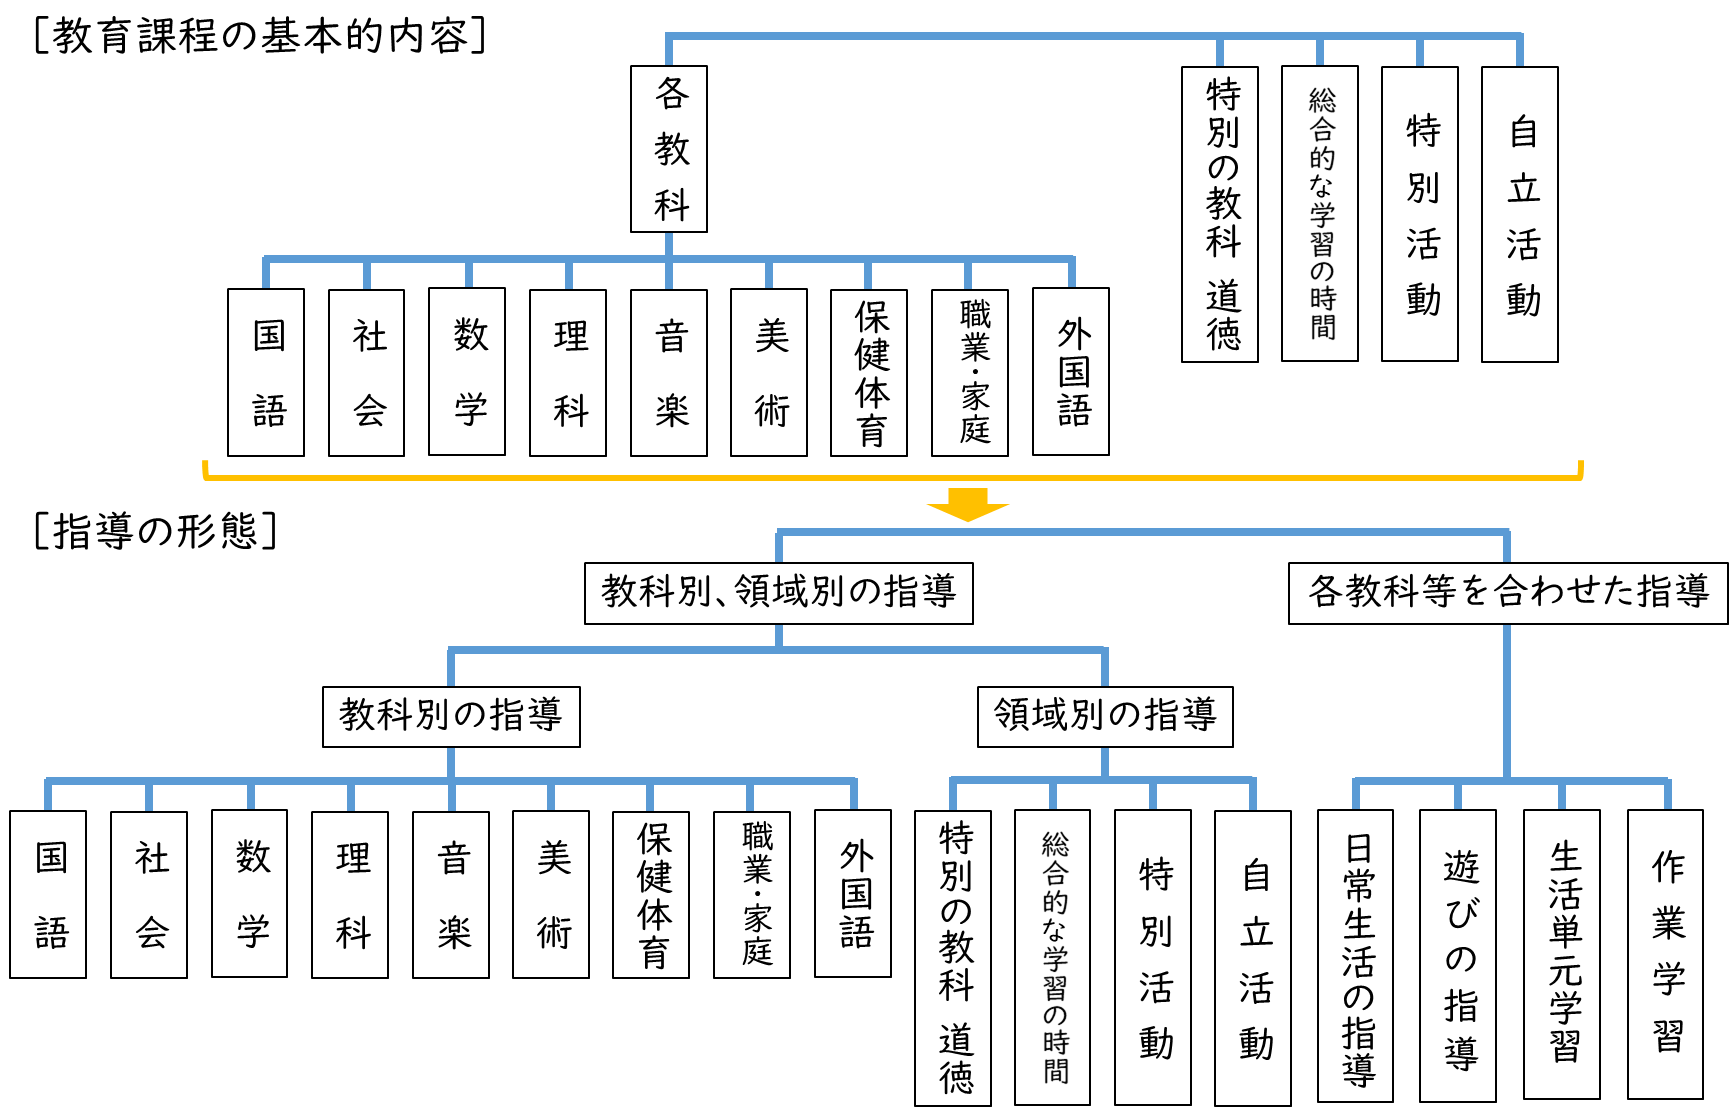 [教育課程の基本的内容]
各教科
特別の教科 道徳
総合的な学習の時間
特別活動
自立活動
国語
社会
数学
理科
音楽
美術
保健体育
職業・家庭
外国語
[指導の形態]
教科別、領域別の指導
各教科等を合わせた指導
教科別の指導
領域別の指導
国語
社会
数学
理科
音楽
美術
保健体育
職業・家庭
外国語
特別の教科 道徳
総合的な学習の時間
特別活動
自立活動
日常生活の指導
遊びの指導
生活単元学習
作業学習